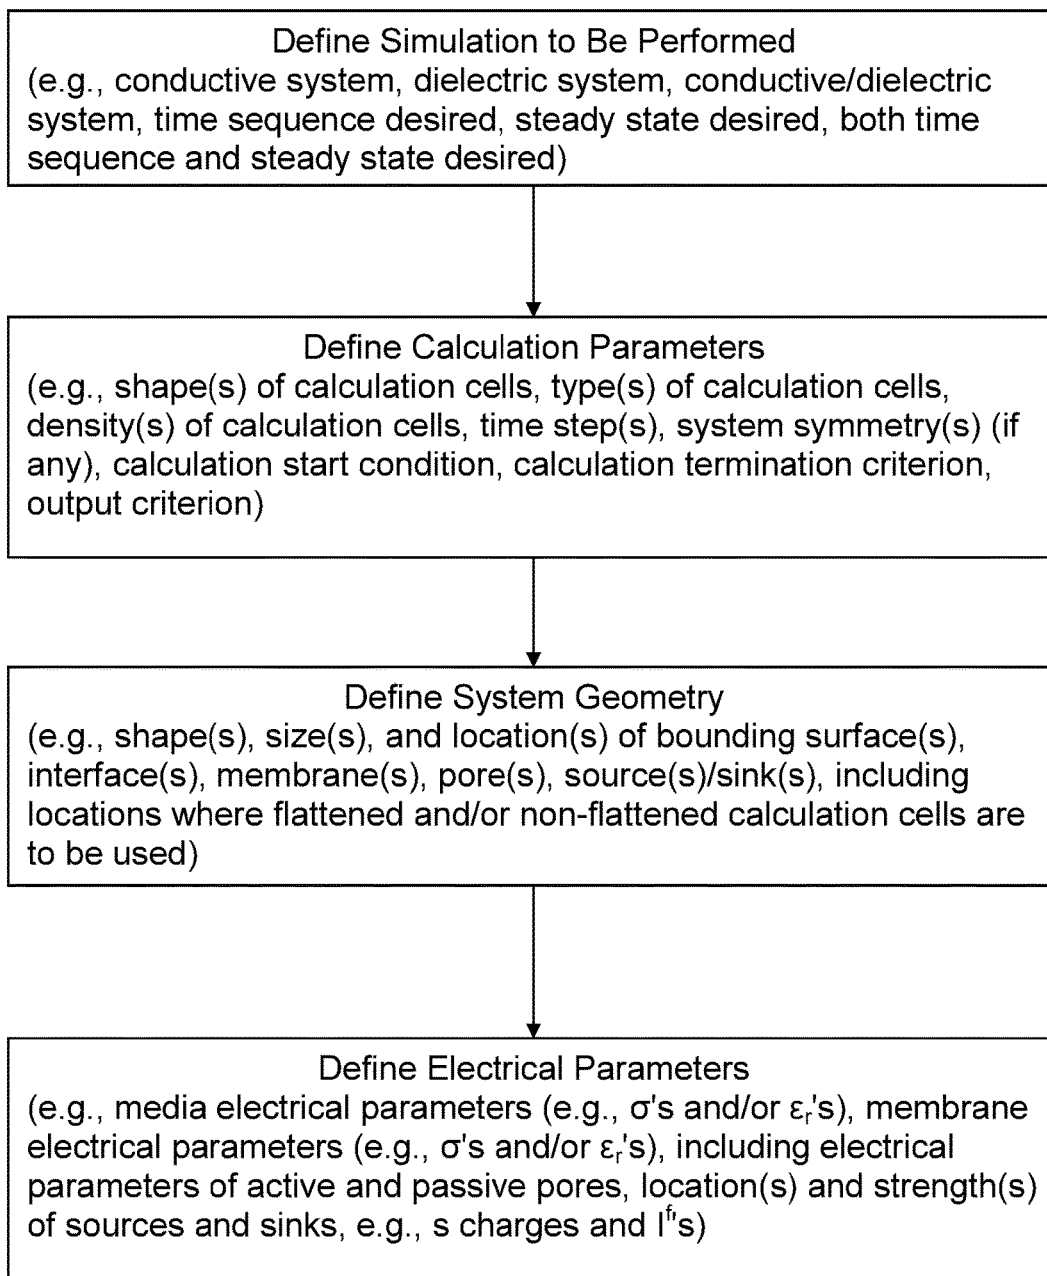 Define Simulation to Be Performed
(e.g., conductive system, dielectric system, conductive/dielectric
system, time sequence desired, steady state desired, both time
sequence and steady state desired)
Define Calculation Parameters
(e.g., shape(s) of calculation cells, type(s) of calculation cells,
density(s) of calculation cells, time step(s), system symmetry(s) (if
any), calculation start condition, calculation termination criterion,
output criterion)
Define System Geometry
(e.g., shape(s), size(s), and location(s) of bounding surface(s),
interface(s), membrane(s), pore(s), source(s)/sink(s), including
locations where flattened and/or non-flattened calculation cells are
to be used)
Define Electrical Parameters
(e.g., media electrical parameters (e.g., σ's and/or εᵣ's), membrane
electrical parameters (e.g., σ's and/or εᵣ's), including electrical
parameters of active and passive pores, location(s) and strength(s)
of sources and sinks, e.g., s charges and Iᶠ's)